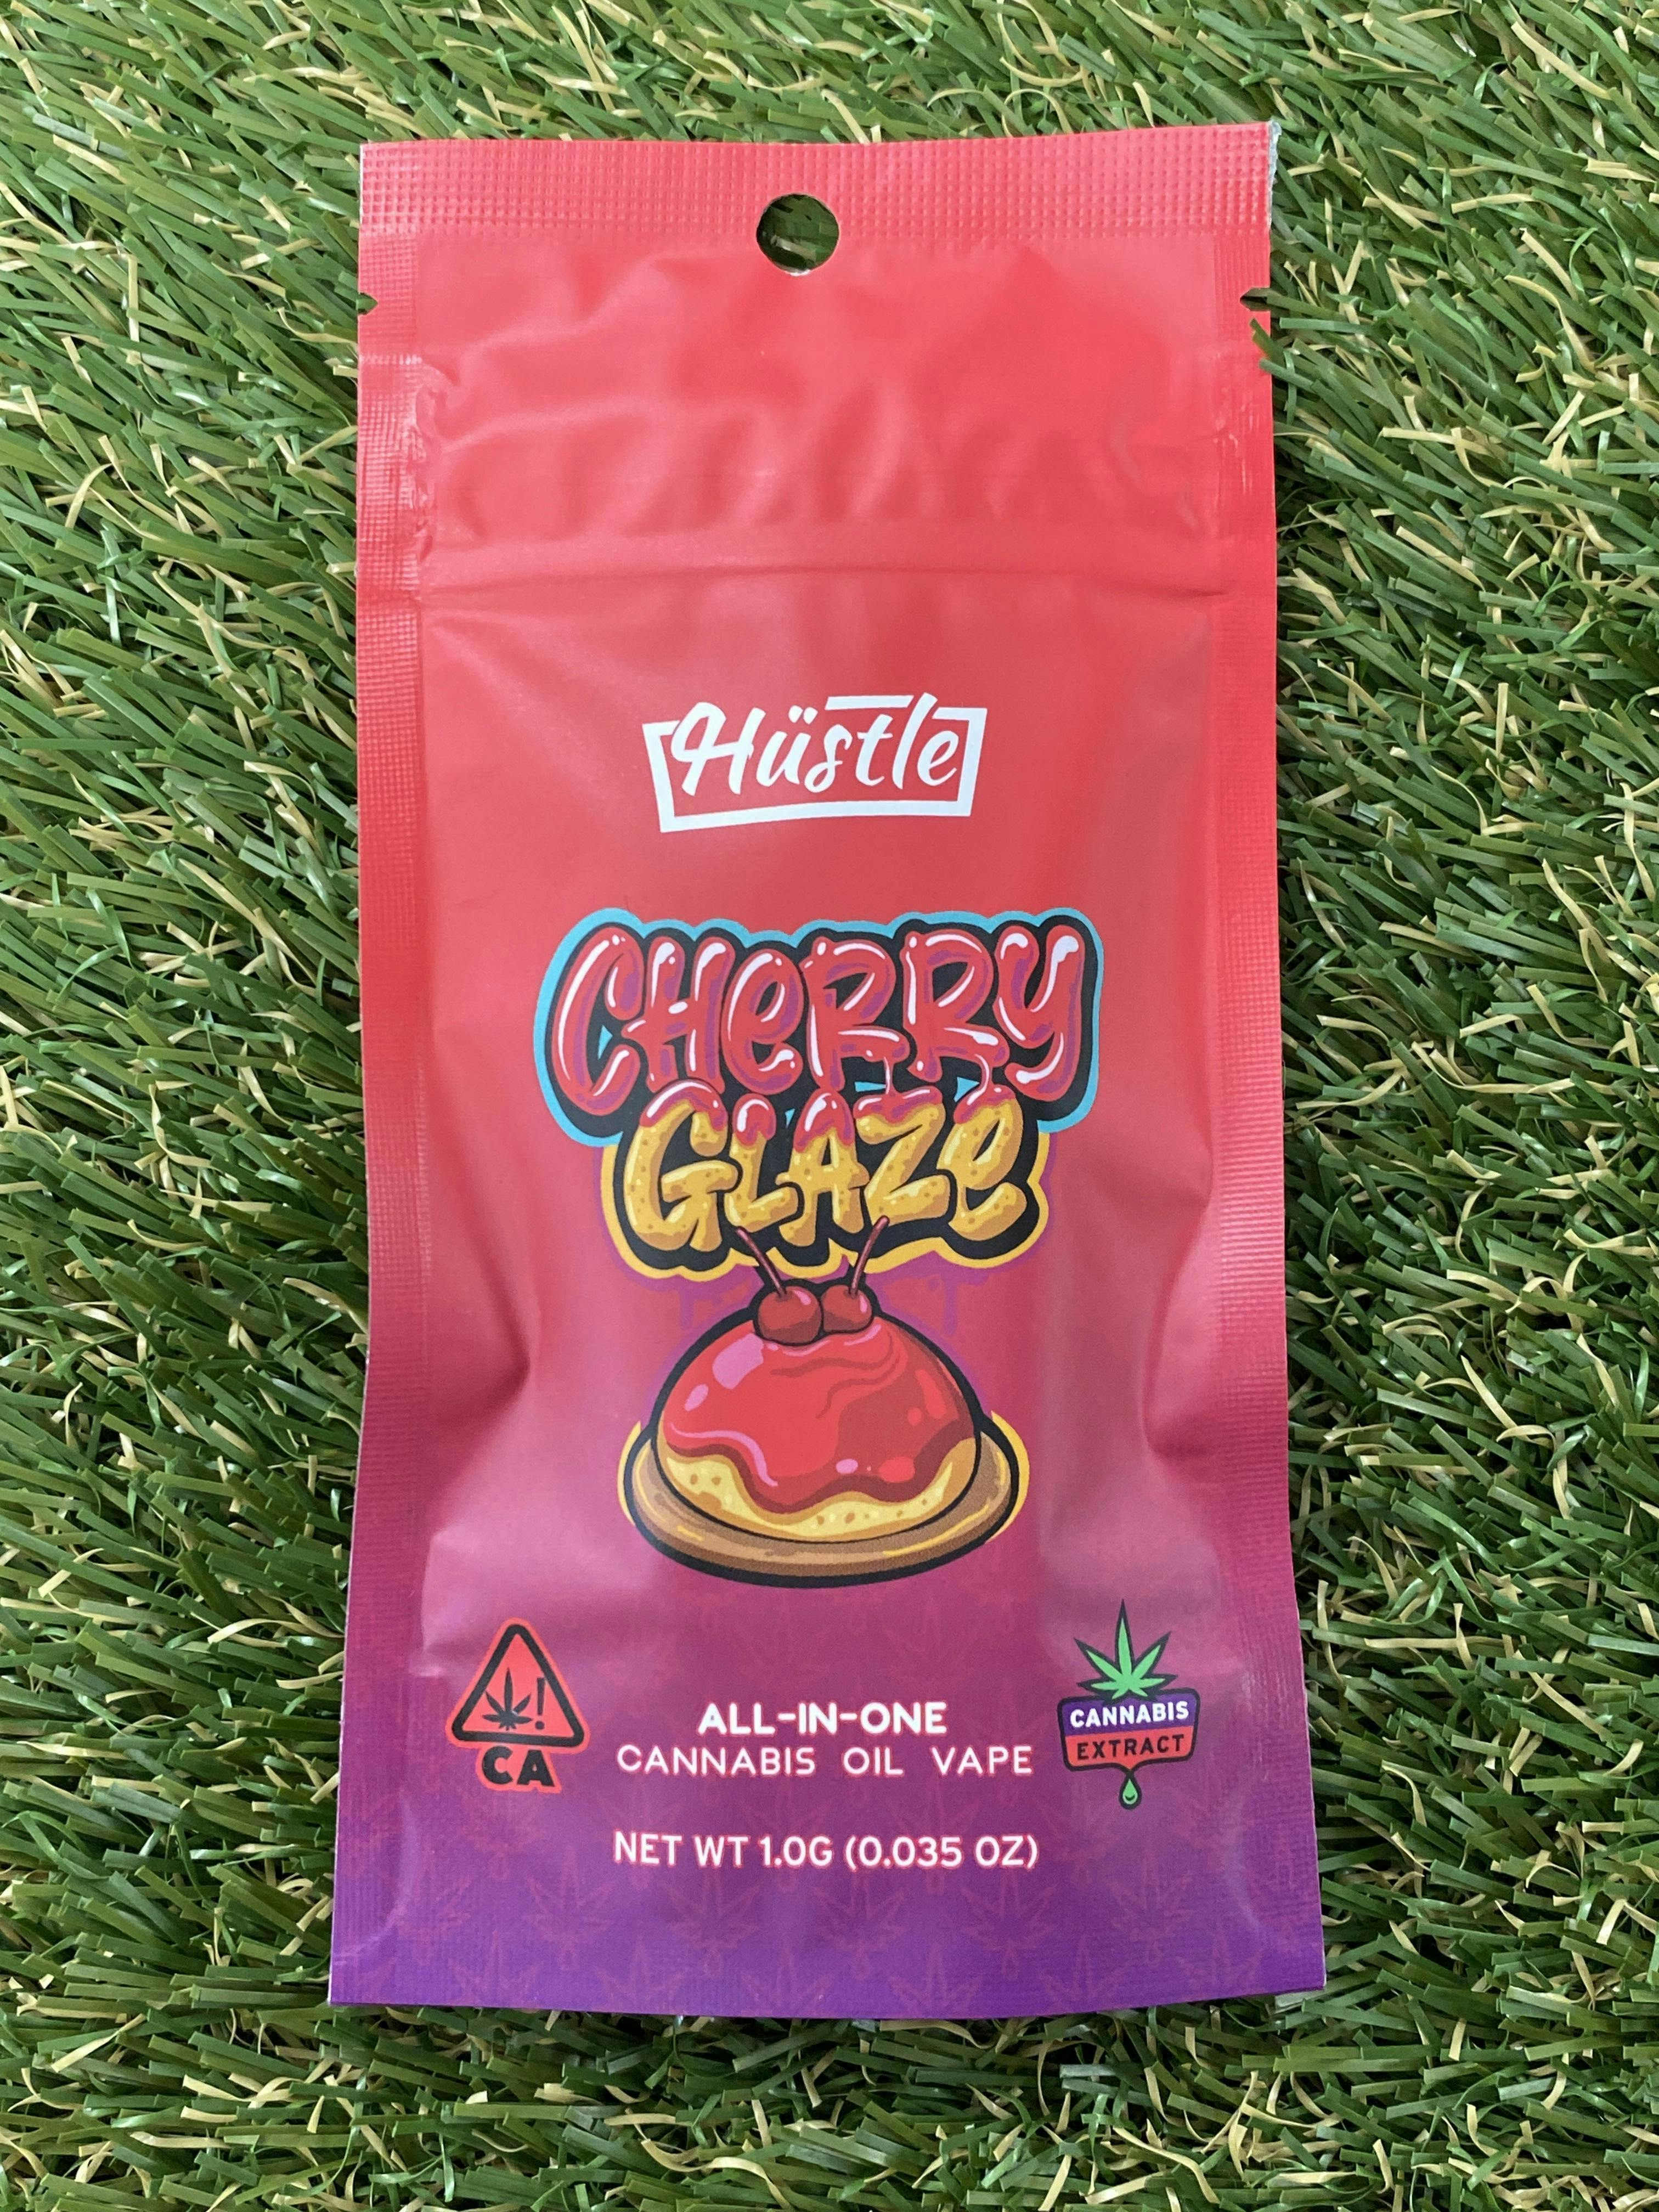 Hüstle
CHeRRy
GLAZe
CA
ALL-IN-ONE
CANNABIS OIL VAPE
CANNABIS
EXTRACT
NET WT 1.0G (0.035 OZ)